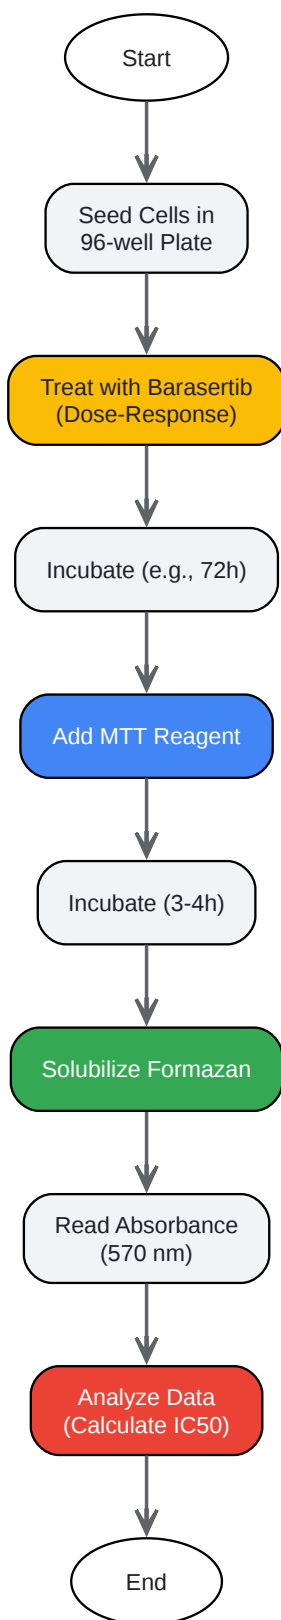 Start
Seed Cells in
96-well Plate
Treat with Barasertib
(Dose-Response)
Incubate (e.g., 72h)
Add MTT Reagent
Incubate (3-4h)
Solubilize Formazan
Read Absorbance
(570 nm)
Analyze Data
(Calculate IC50)
End